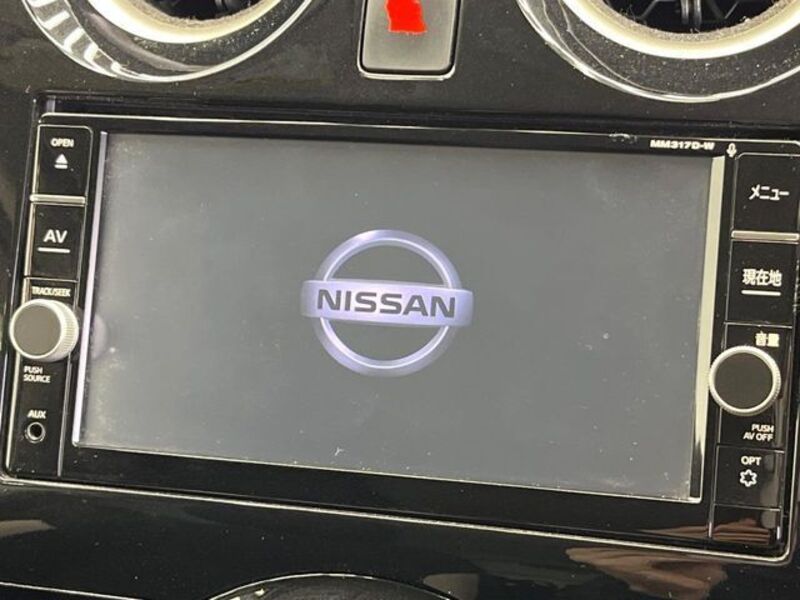 MM317D-W
OPEN
AV
TRACK/SEEK
PUSH
SOURCE
AUX
NISSAN
メニュー
現在地
音量
PUSH
AV OFF
OPT